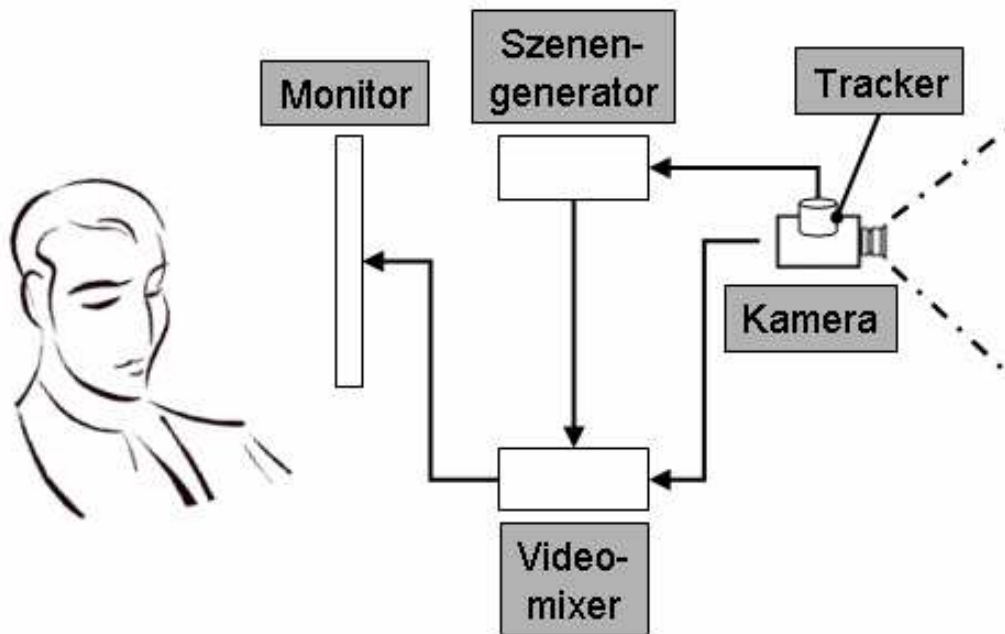 Szenen-
generator
Monitor
Tracker
Kamera
Video-
mixer